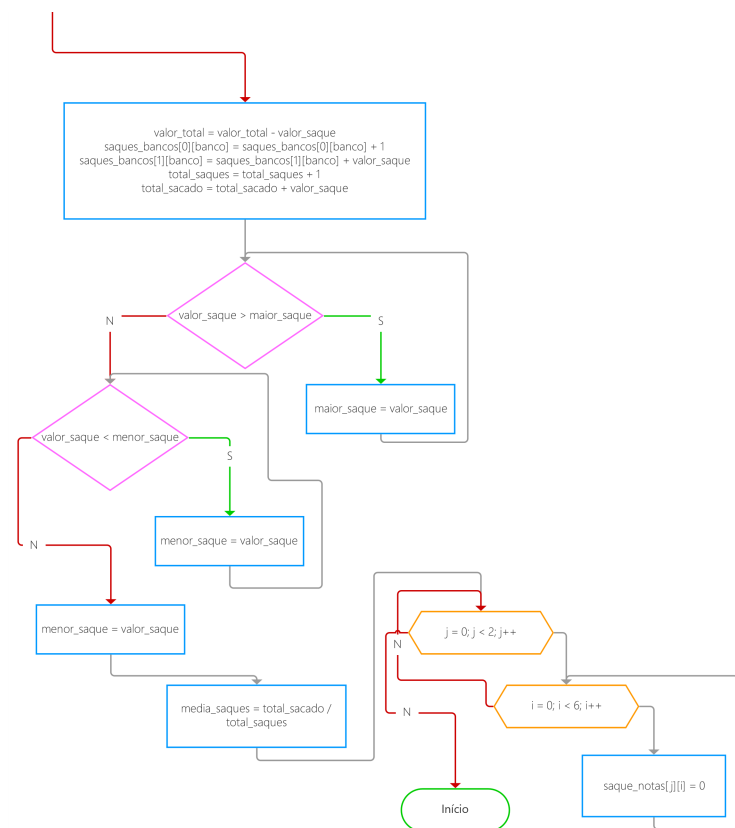 valor_total = valor_total - valor_saque
saques_bancos[0][banco] = saques_bancos[0][banco] + 1
saques_bancos[1][banco] = saques_bancos[1][banco] + valor_saque
total_saques = total_saques + 1
total_sacado = total_sacado + valor_saque
valor_saque > maior_saque
N
S
maior_saque = valor_saque
valor_saque < menor_saque
S
N
menor_saque = valor_saque
menor_saque = valor_saque
j = 0; j < 2; j++
N
media_saques = total_sacado /
total_saques
i = 0; i < 6; i++
N
saque_notas[j][i] = 0
Início